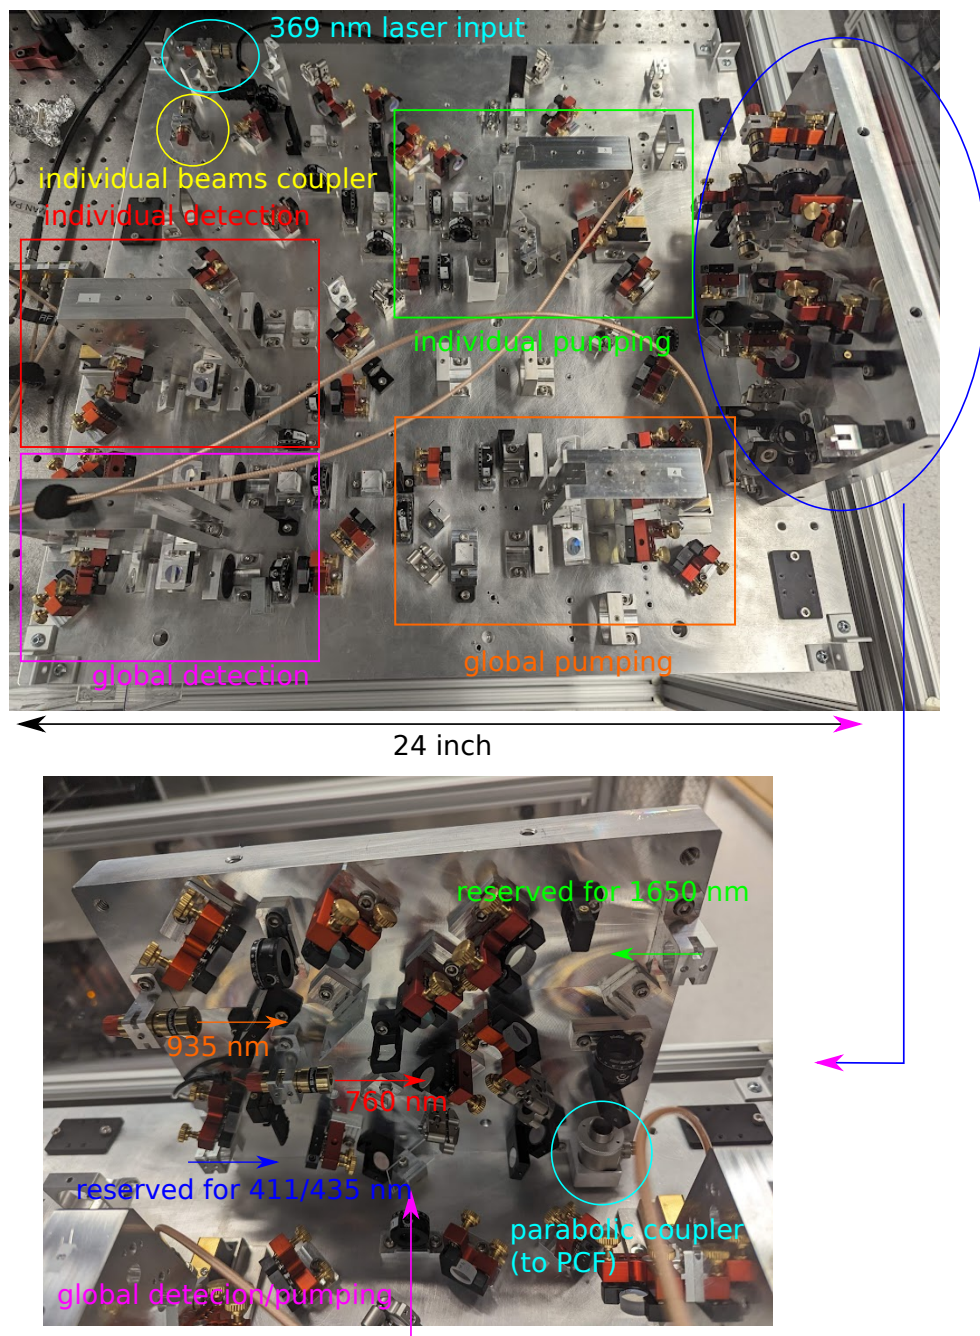 369 nm laser input
individual beams coupler
individual detection
individual pumping
global pumping
global detection
24 inch
reserved for 1650 nm
935 nm
760 nm
reserved for 411/435 nm
parabolic coupler
(to PCF)
global detecion/pumping